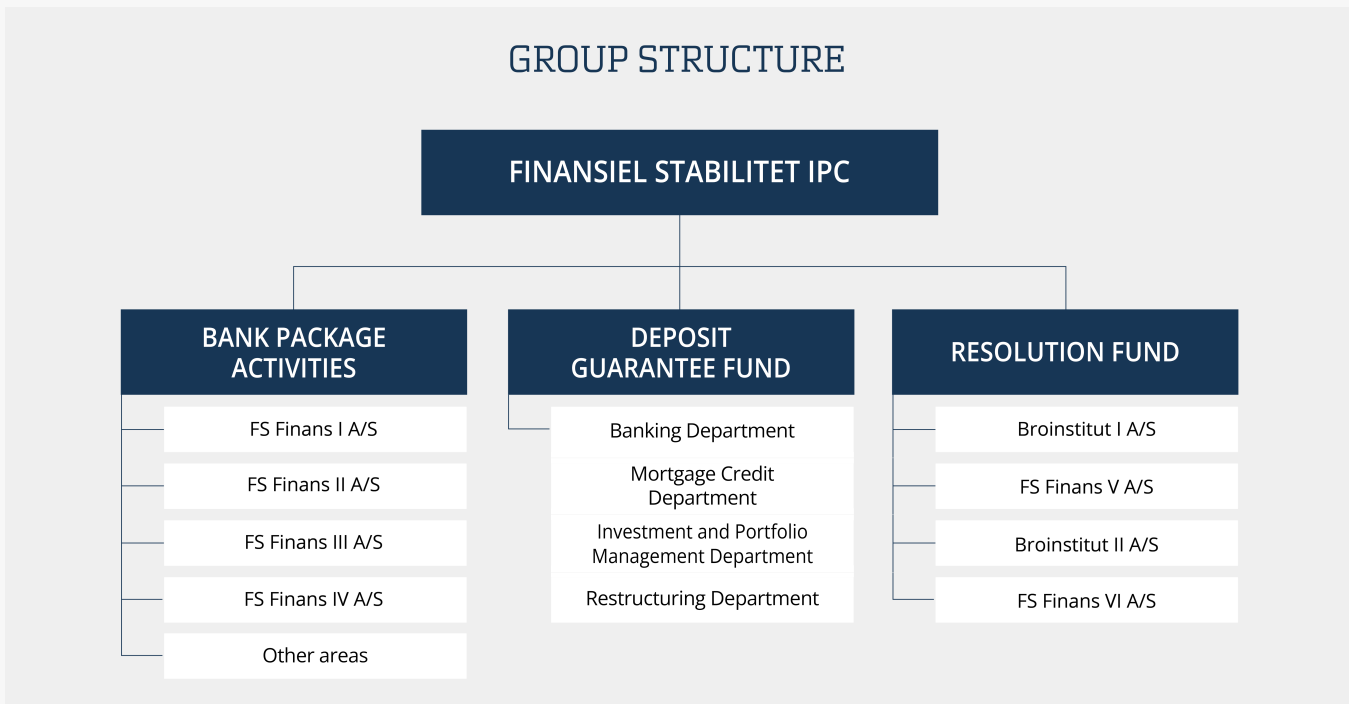 GROUP STRUCTURE
FINANSIEL STABILITET IPC
BANK PACKAGE
ACTIVITIES
FS Finans I A/S
FS Finans II A/S
FS Finans III A/S
FS Finans IV A/S
Other areas
DEPOSIT
GUARANTEE FUND
Banking Department
Mortgage Credit
Department
Investment and Portfolio
Management Department
Restructuring Department
RESOLUTION FUND
Broinstitut I A/S
FS Finans V A/S
Broinstitut II A/S
FS Finans VI A/S